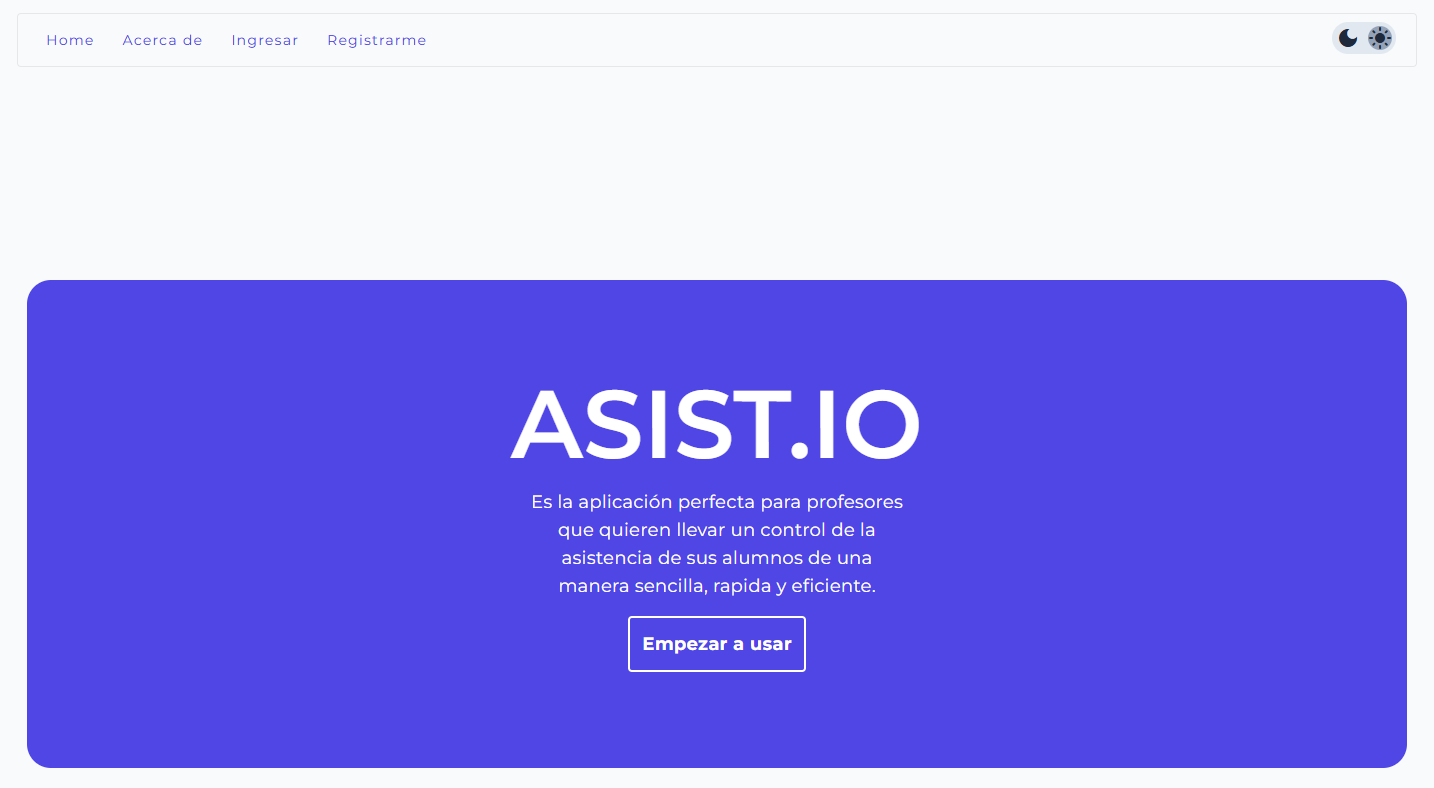 Home Acerca de Ingresar Registrarme
ASIST.IO
Es la aplicación perfecta para profesores
que quieren llevar un control de la
asistencia de sus alumnos de una
manera sencilla, rapida y eficiente.
Empezar a usar